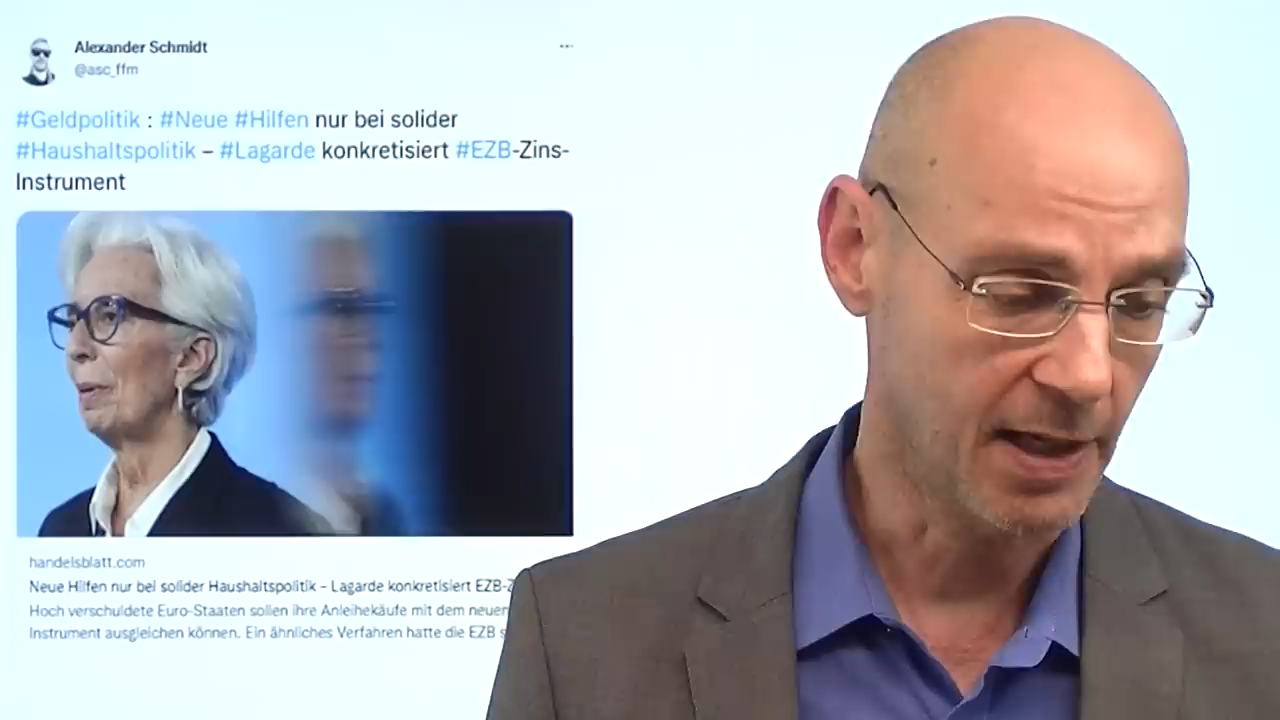 Alexander Schmidt
@asc_ffm
#Geldpolitik : #Neue #Hilfen nur bei solider
#Haushaltspolitik – #Lagarde konkretisiert #EZB-Zins-
Instrument
handelsblatt.com
Neue Hilfen nur bei solider Haushaltspolitik – Lagarde konkretisiert EZB-Z
Hoch verschuldete Euro-Staaten sollen ihre Anleihekäufe mit dem neuen
Instrument ausgleichen können. Ein ähnliches Verfahren hatte die EZB s